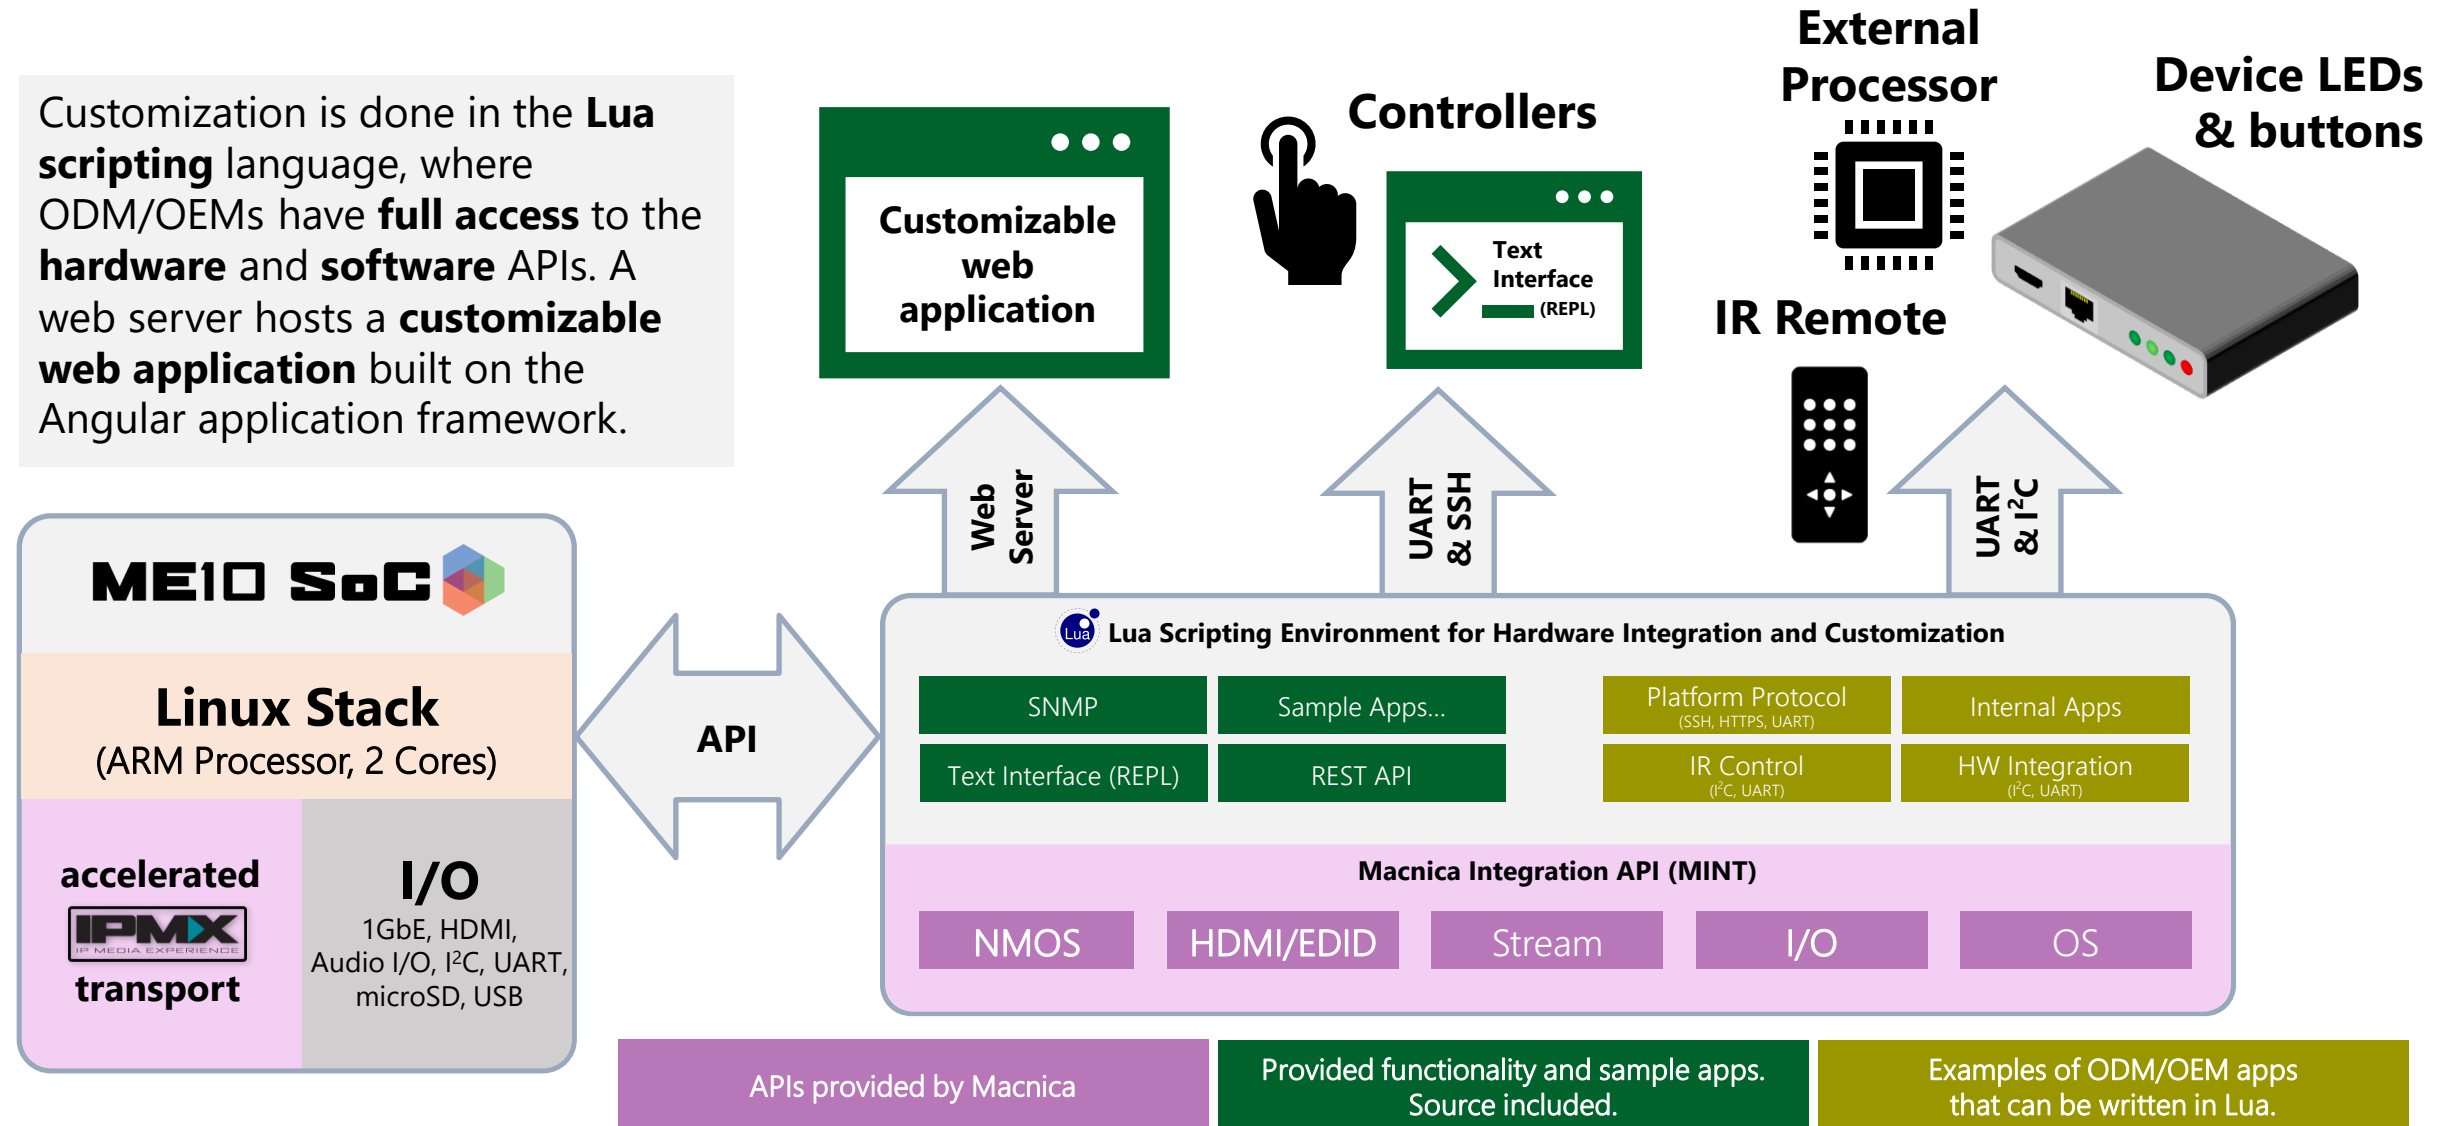 Customization is done in the Lua
scripting language, where
ODM/OEMs have full access to the
hardware and software APIs. A
web server hosts a customizable
web application built on the
Angular application framework.
Customizable
web
application
Controllers
Text
Interface
(REPL)
External
Processor
IR Remote
Device LEDs
& buttons
Web
Server
UART
& SSH
UART
& I²C
ME10 SoC
Linux Stack
(ARM Processor, 2 Cores)
accelerated
IPMX
IP MEDIA EXPERIENCE
transport
I/O
1GbE, HDMI,
Audio I/O, I²C, UART,
microSD, USB
API
Lua
Lua Scripting Environment for Hardware Integration and Customization
SNMP
Sample Apps...
Text Interface (REPL)
REST API
Platform Protocol
(SSH, HTTPS, UART)
Internal Apps
IR Control
(I²C, UART)
HW Integration
(I²C, UART)
Macnica Integration API (MINT)
NMOS
HDMI/EDID
Stream
I/O
OS
APIs provided by Macnica
Provided functionality and sample apps.
Source included.
Examples of ODM/OEM apps
that can be written in Lua.